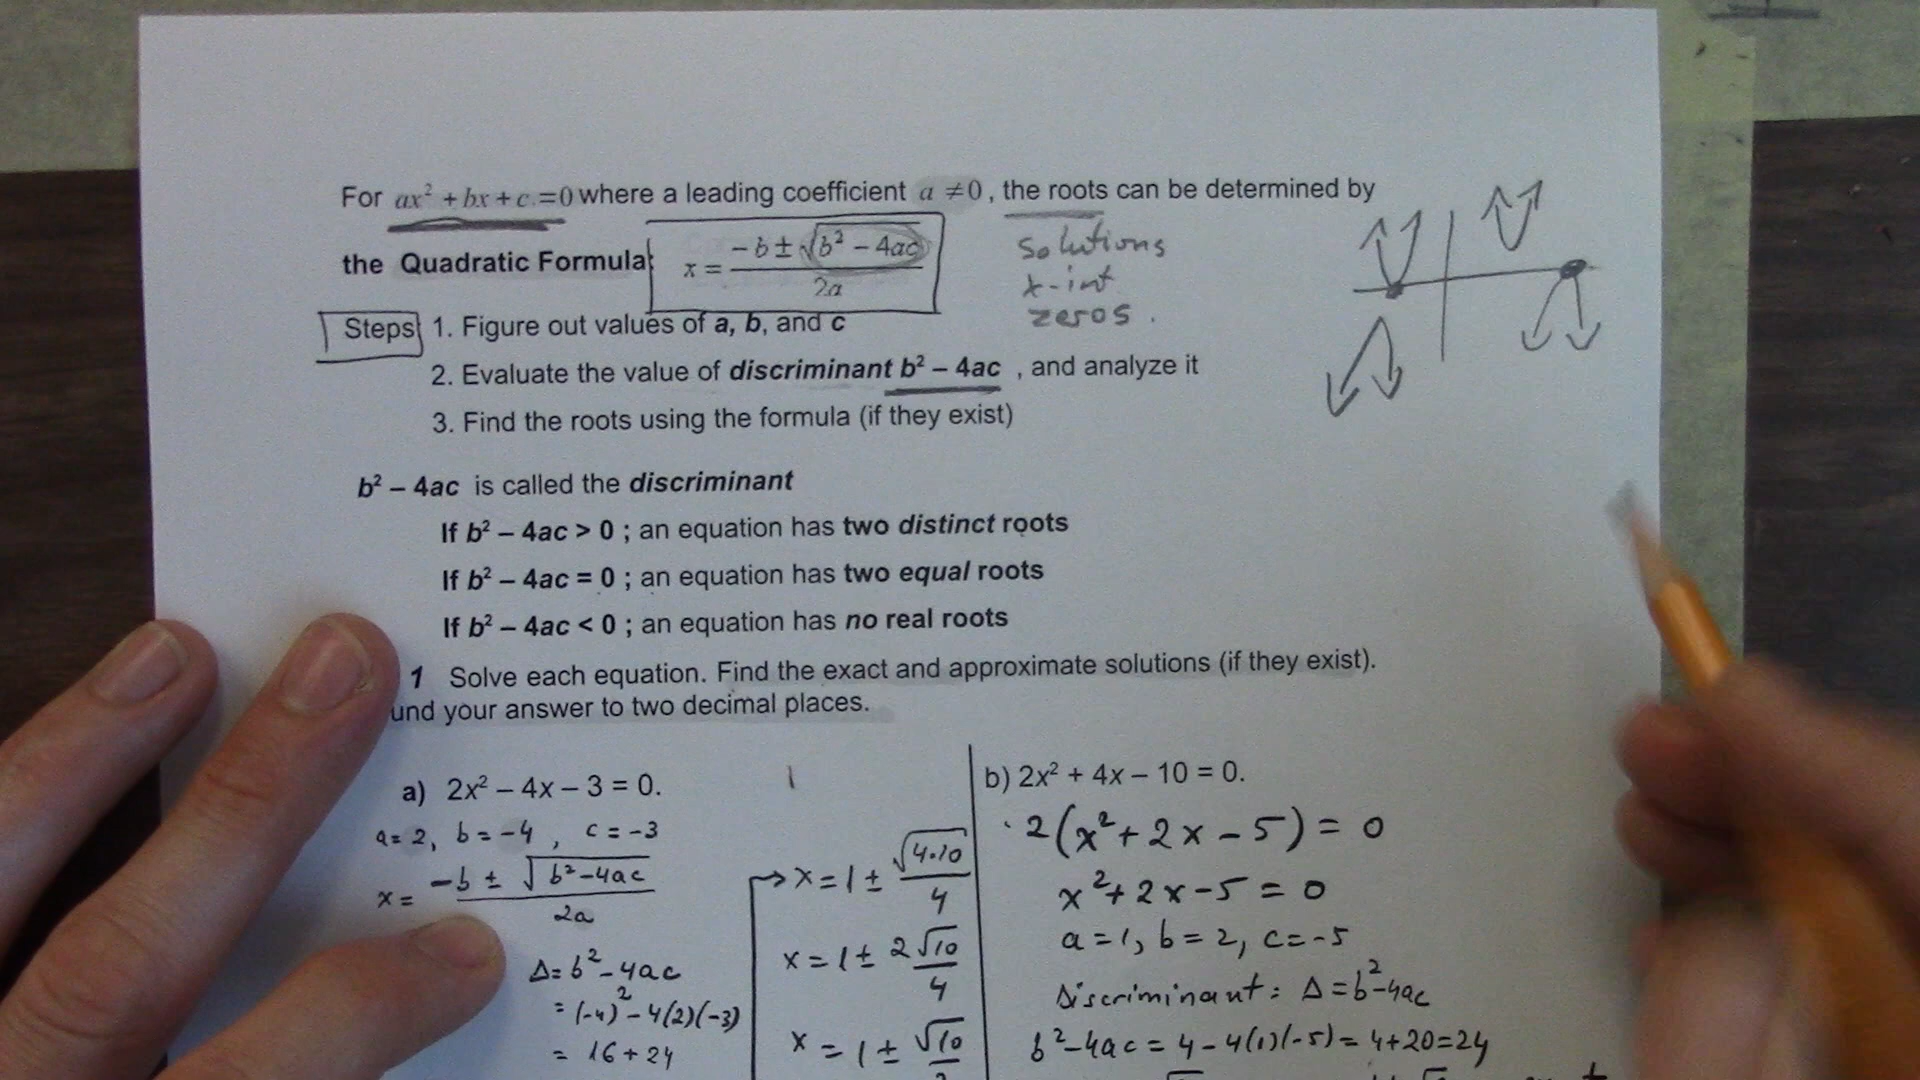 For ax² + bx + c = 0 where a leading coefficient a ≠ 0, the roots can be determined by
the Quadratic Formula: x = (-b ± √(b² − 4ac)) / 2a
solutions
x-int
zeros.
Steps 1. Figure out values of a, b, and c
2. Evaluate the value of discriminant b² – 4ac , and analyze it
3. Find the roots using the formula (if they exist)
b² – 4ac is called the discriminant
If b² – 4ac > 0 ; an equation has two distinct roots
If b² – 4ac = 0 ; an equation has two equal roots
If b² – 4ac < 0 ; an equation has no real roots
1 Solve each equation. Find the exact and approximate solutions (if they exist).
und your answer to two decimal places.
a) 2x² – 4x – 3 = 0.
a = 2, b = -4, c = -3
x = (-b ± √(b²-4ac)) / 2a
Δ = b² - 4ac
= (-4)² - 4(2)(-3)
= 16 + 24
x = 1 ± √(4·10) / 4
x = 1 ± 2√10 / 4
x = 1 ± √10 / 2
b) 2x² + 4x – 10 = 0.
2(x² + 2x - 5) = 0
x² + 2x - 5 = 0
a = 1, b = 2, c = -5
Discriminant: Δ = b² - 4ac
b² - 4ac = 4 - 4(1)(-5) = 4 + 20 = 24